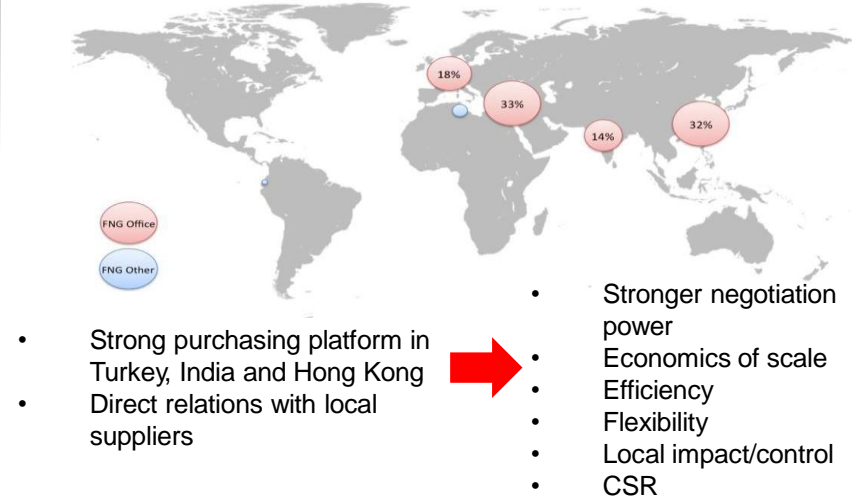 18%
33%
14%
32%
FNG Office
FNG Other
• Strong purchasing platform in
Turkey, India and Hong Kong
• Direct relations with local
suppliers
• Stronger negotiation
power
• Economics of scale
• Efficiency
• Flexibility
• Local impact/control
• CSR